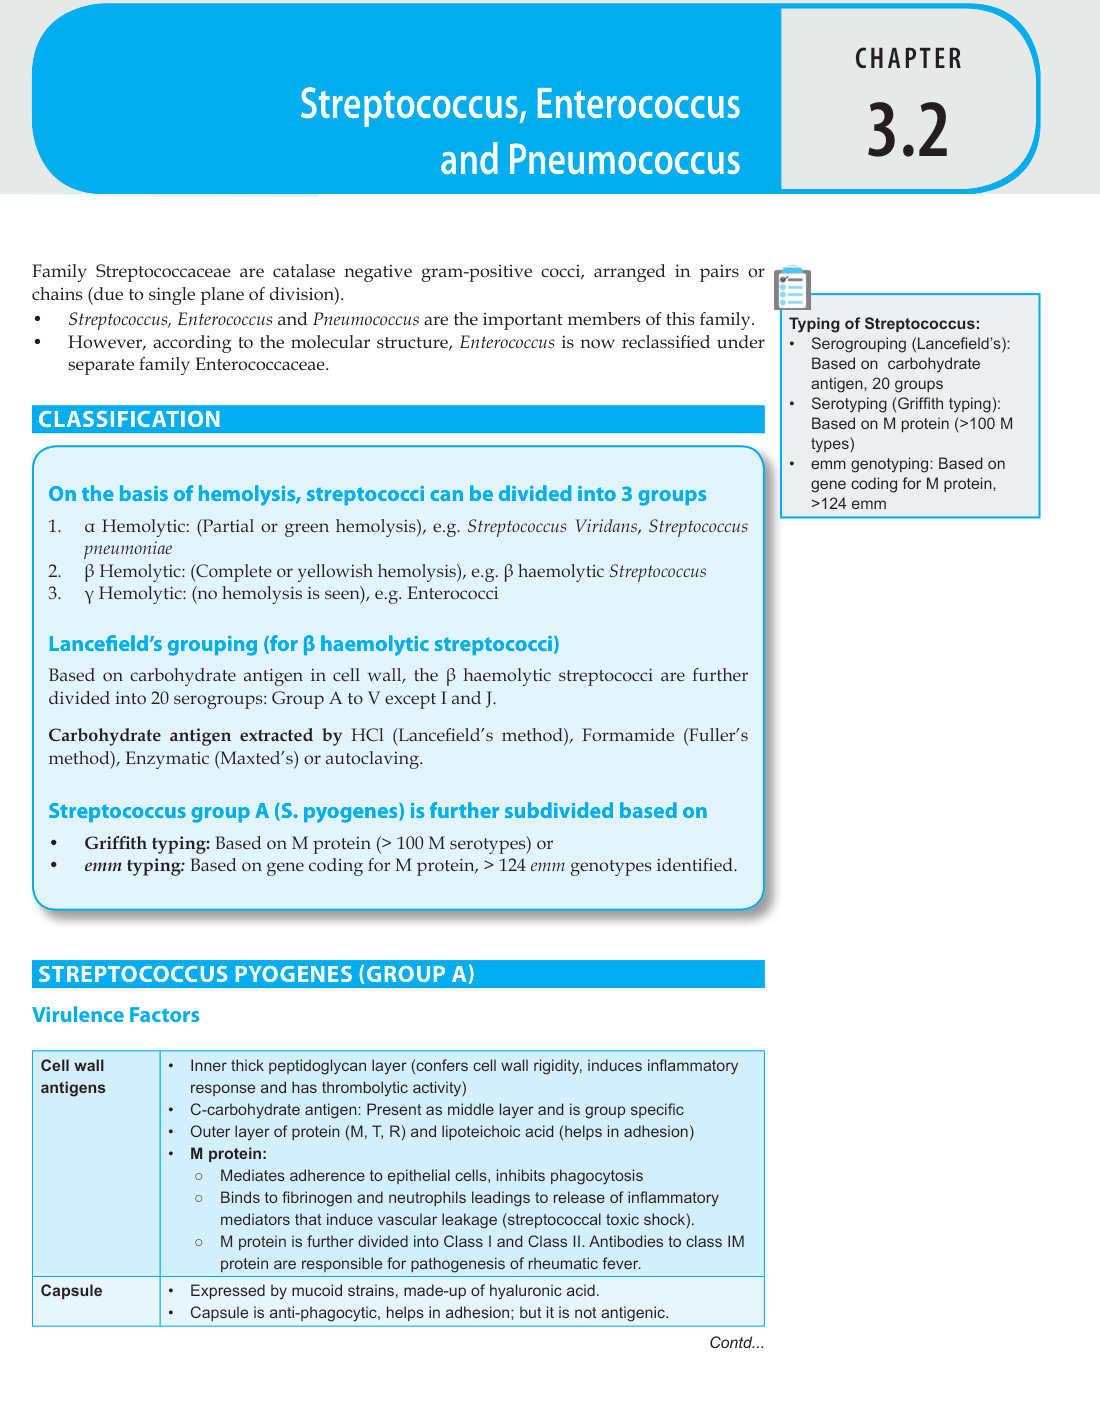 Streptococcus, Enterococcus
and Pneumococcus
CHAPTER
3.2
Family Streptococcaceae are catalase negative gram-positive cocci, arranged in pairs or
chains (due to single plane of division).
• Streptococcus, Enterococcus and Pneumococcus are the important members of this family.
• However, according to the molecular structure, Enterococcus is now reclassified under
separate family Enterococcaceae.
Typing of Streptococcus:
• Serogrouping (Lancefield's):
Based on carbohydrate
antigen, 20 groups
• Serotyping (Griffith typing):
Based on M protein (>100 M
types)
• emm genotyping: Based on
gene coding for M protein,
>124 emm
CLASSIFICATION
On the basis of hemolysis, streptococci can be divided into 3 groups
1. α Hemolytic: (Partial or green hemolysis), e.g. Streptococcus Viridans, Streptococcus
pneumoniae
2. β Hemolytic: (Complete or yellowish hemolysis), e.g. β haemolytic Streptococcus
3. γ Hemolytic: (no hemolysis is seen), e.g. Enterococci
Lancefield's grouping (for β haemolytic streptococci)
Based on carbohydrate antigen in cell wall, the β haemolytic streptococci are further
divided into 20 serogroups: Group A to V except I and J.
Carbohydrate antigen extracted by HCl (Lancefield's method), Formamide (Fuller's
method), Enzymatic (Maxted's) or autoclaving.
Streptococcus group A (S. pyogenes) is further subdivided based on
• Griffith typing: Based on M protein (> 100 M serotypes) or
• emm typing: Based on gene coding for M protein, > 124 emm genotypes identified.
STREPTOCOCCUS PYOGENES (GROUP A)
Virulence Factors
Cell wall
antigens
• Inner thick peptidoglycan layer (confers cell wall rigidity, induces inflammatory
response and has thrombolytic activity)
• C-carbohydrate antigen: Present as middle layer and is group specific
• Outer layer of protein (M, T, R) and lipoteichoic acid (helps in adhesion)
• M protein:
○ Mediates adherence to epithelial cells, inhibits phagocytosis
○ Binds to fibrinogen and neutrophils leadings to release of inflammatory
mediators that induce vascular leakage (streptococcal toxic shock).
○ M protein is further divided into Class I and Class II. Antibodies to class IM
protein are responsible for pathogenesis of rheumatic fever.
Capsule
• Expressed by mucoid strains, made-up of hyaluronic acid.
• Capsule is anti-phagocytic, helps in adhesion; but it is not antigenic.
Contd...